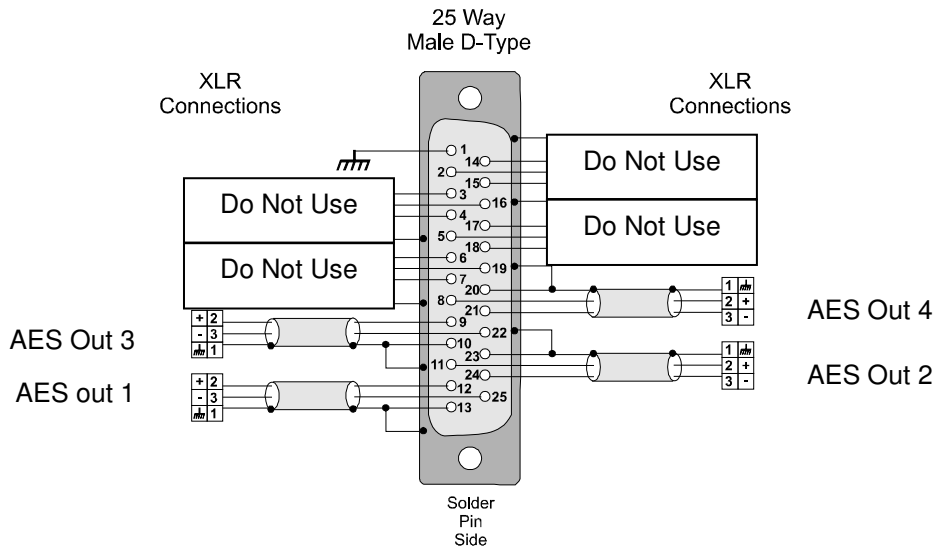 25 Way
Male D-Type
XLR
Connections
XLR
Connections
1
14
2
15
3
16
4
17
5
18
6
19
7
20
8
21
9
22
10
23
11
24
12
25
13
Do Not Use
Do Not Use
Do Not Use
Do Not Use
AES Out 3
+ 2
- 3
1
AES out 1
+ 2
- 3
1
1
2 +
3 -
AES Out 4
1
2 +
3 -
AES Out 2
Solder
Pin
Side